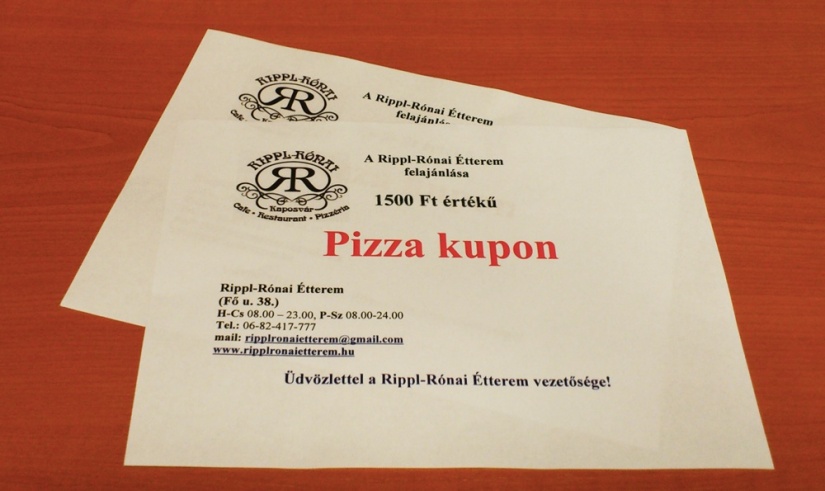 RIPPL-RÓNAI
RR
A Rippl-Rónai Étterem
felajánlása
RIPPL-RÓNAI
RR
Kaposvár
Cafe • Restaurant • Pizzéria
A Rippl-Rónai Étterem
felajánlása
1500 Ft értékű
Pizza kupon
Rippl-Rónai Étterem
(Fő u. 38.)
H-Cs 08.00 – 23.00, P-Sz 08.00-24.00
Tel.: 06-82-417-777
mail: ripplronaietterem@gmail.com
www.ripplronaietterem.hu
Üdvözlettel a Rippl-Rónai Étterem vezetősége!